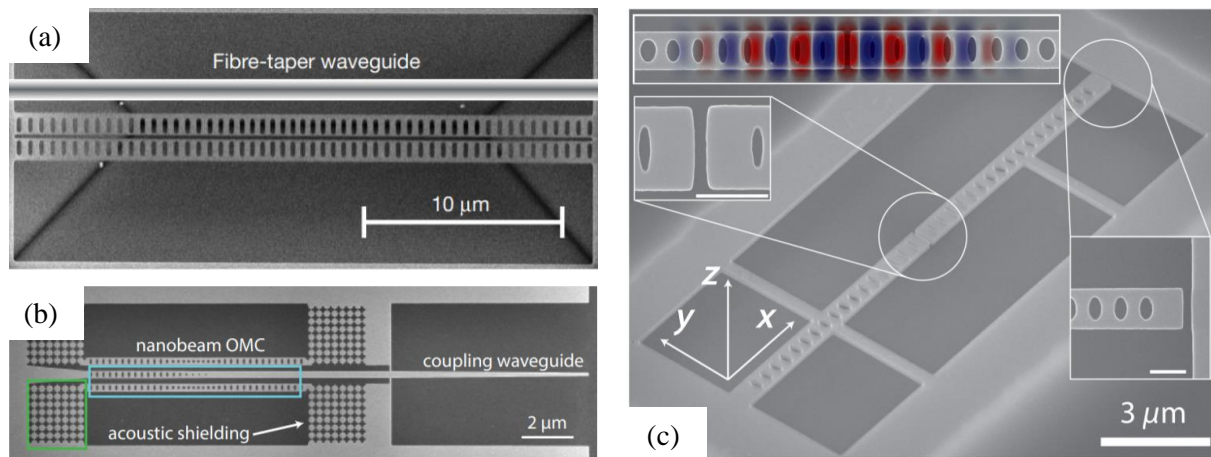 (a)
Fibre-taper waveguide
10 μm
(b)
nanobeam OMC
coupling waveguide
acoustic shielding
2 μm
z
y
x
3 μm
(c)